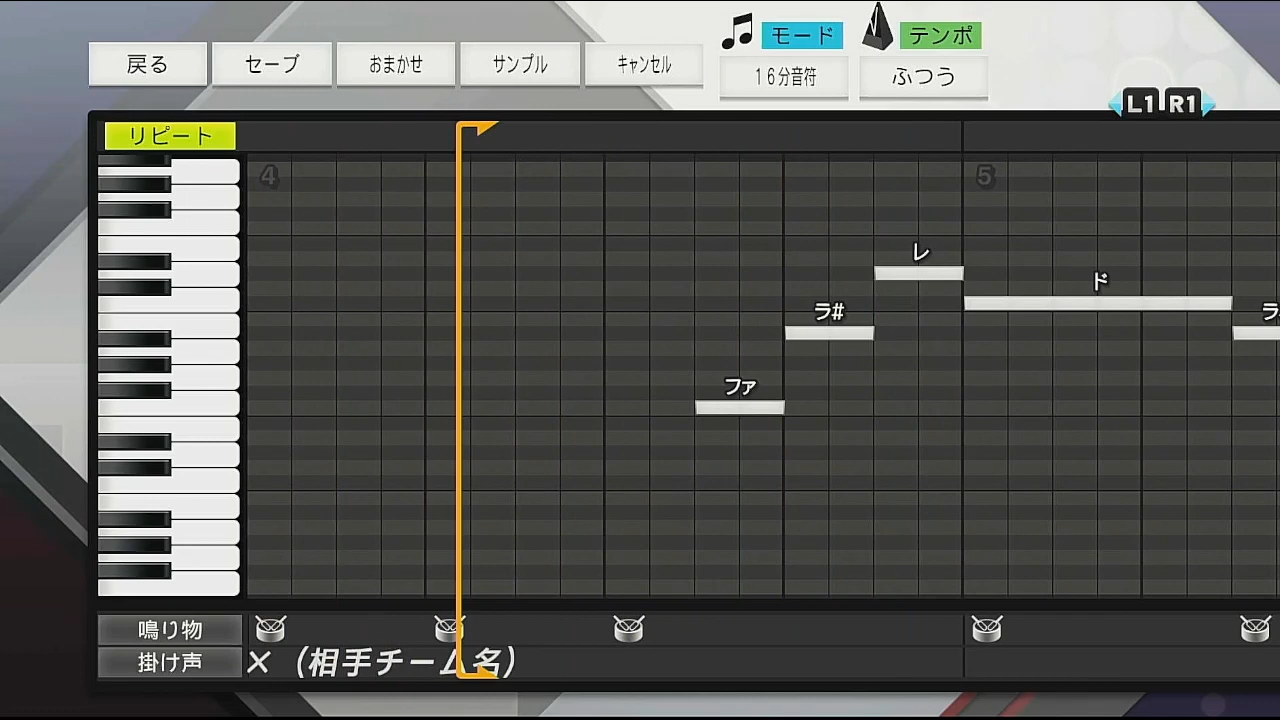 モード
テンポ
戻る
セーブ
おまかせ
サンプル
キャンセル
16分音符
ふつう
L1 R1
リピート
4
5
レ
ド
ラ#
ファ
鳴り物
掛け声
× (相手チーム名)